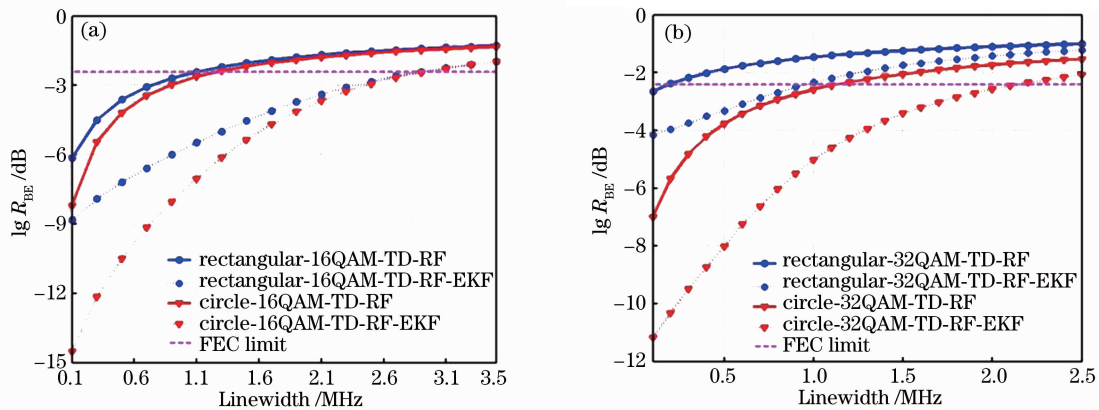 (a)
0
−3
−6
−9
−12
−15
lg R_BE /dB
rectangular-16QAM-TD-RF
rectangular-16QAM-TD-RF-EKF
circle-16QAM-TD-RF
circle-16QAM-TD-RF-EKF
FEC limit
0.1 0.6 1.1 1.6 2.1 2.6 3.1 3.5
Linewidth /MHz
(b)
0
−2
−4
−6
−8
−10
−12
lg R_BE /dB
rectangular-32QAM-TD-RF
rectangular-32QAM-TD-RF-EKF
circle-32QAM-TD-RF
circle-32QAM-TD-RF-EKF
FEC limit
0.5 1.0 1.5 2.0 2.5
Linewidth /MHz